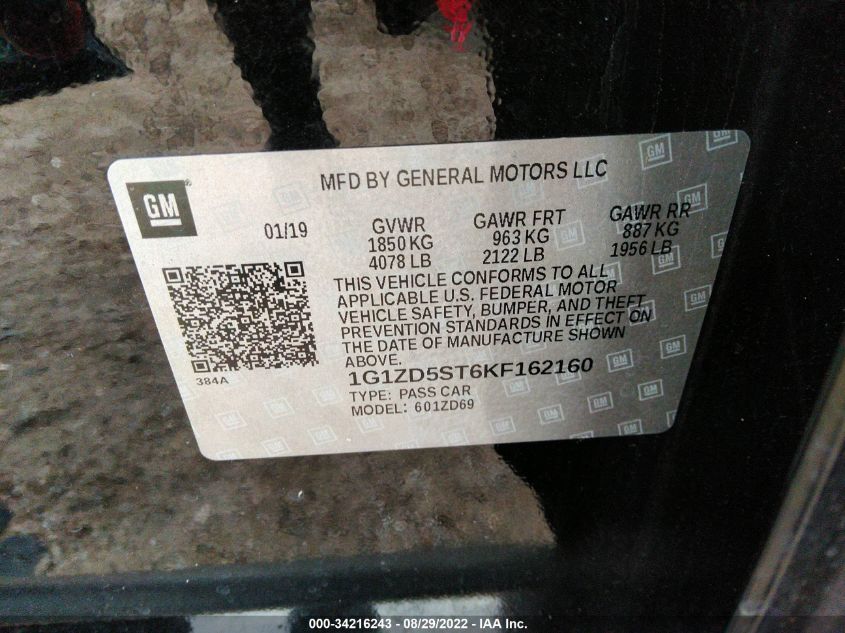 MFD BY GENERAL MOTORS LLC
GM
01/19 GVWR GAWR FRT GAWR RR
1850 KG 963 KG 887 KG
4078 LB 2122 LB 1956 LB
THIS VEHICLE CONFORMS TO ALL
APPLICABLE U.S. FEDERAL MOTOR
VEHICLE SAFETY, BUMPER, AND THEFT
PREVENTION STANDARDS IN EFFECT ON
THE DATE OF MANUFACTURE SHOWN
ABOVE.
384A
1G1ZD5ST6KF162160
TYPE: PASS CAR
MODEL: 601ZD69
000-34216243 - 08/29/2022 - IAA Inc.